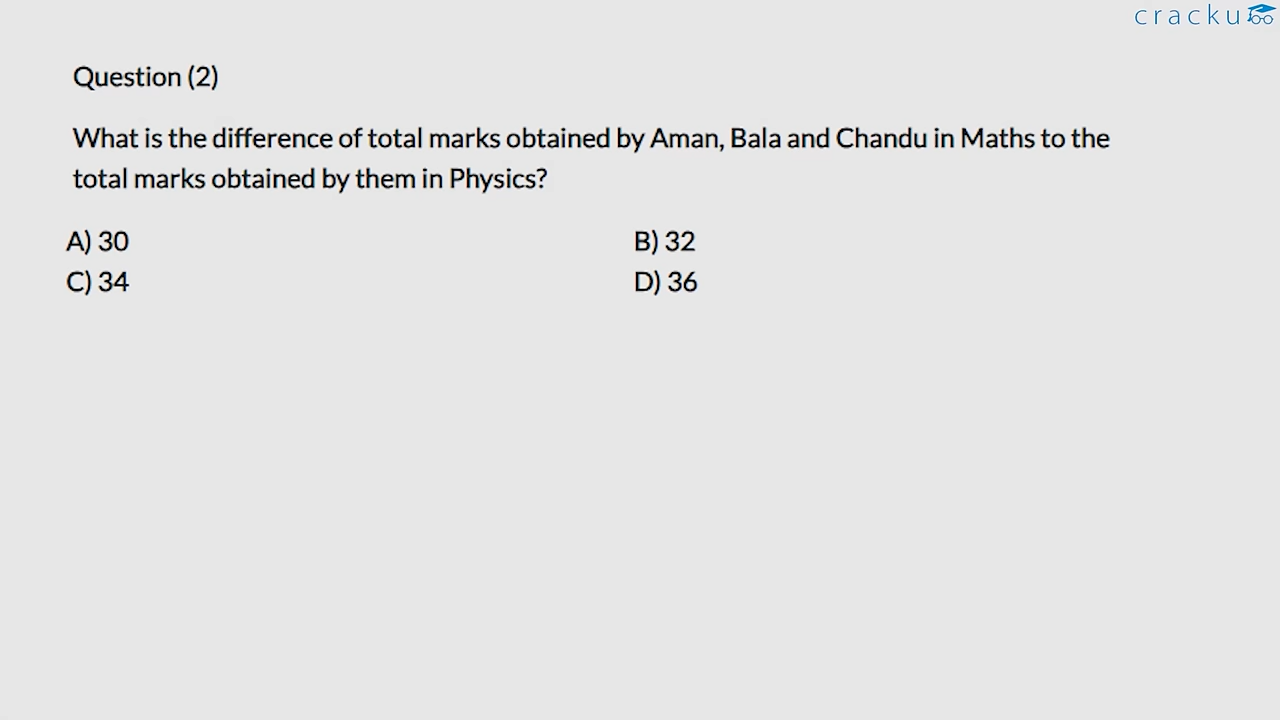 cracku
Question (2)
What is the difference of total marks obtained by Aman, Bala and Chandu in Maths to the
total marks obtained by them in Physics?
A) 30
B) 32
C) 34
D) 36